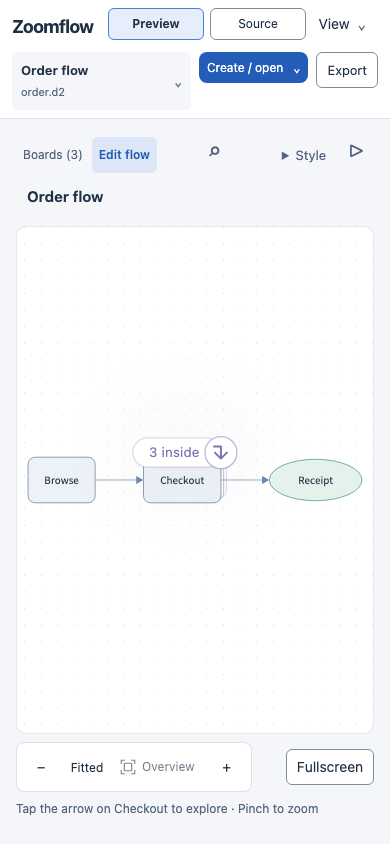 Zoomflow
Preview
Source
View
Order flow
order.d2
Create / open
Export
Boards (3)
Edit flow
Style
Order flow
3 inside
Browse
Checkout
Receipt
− Fitted Overview +
Fullscreen
Tap the arrow on Checkout to explore · Pinch to zoom